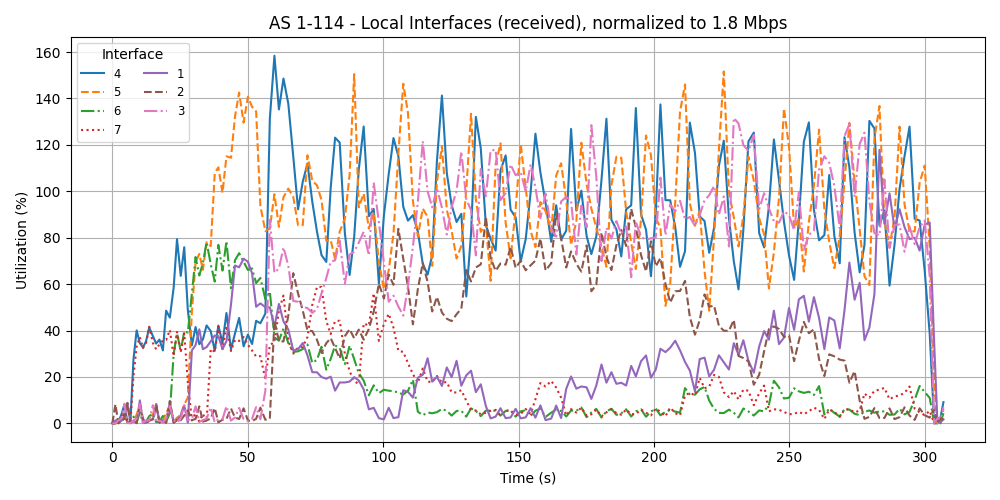 AS 1-114 - Local Interfaces (received), normalized to 1.8 Mbps
Interface
4 1
5 2
6 3
7
160
140
120
100
80
60
40
20
0
Utilization (%)
0 50 100 150 200 250 300
Time (s)